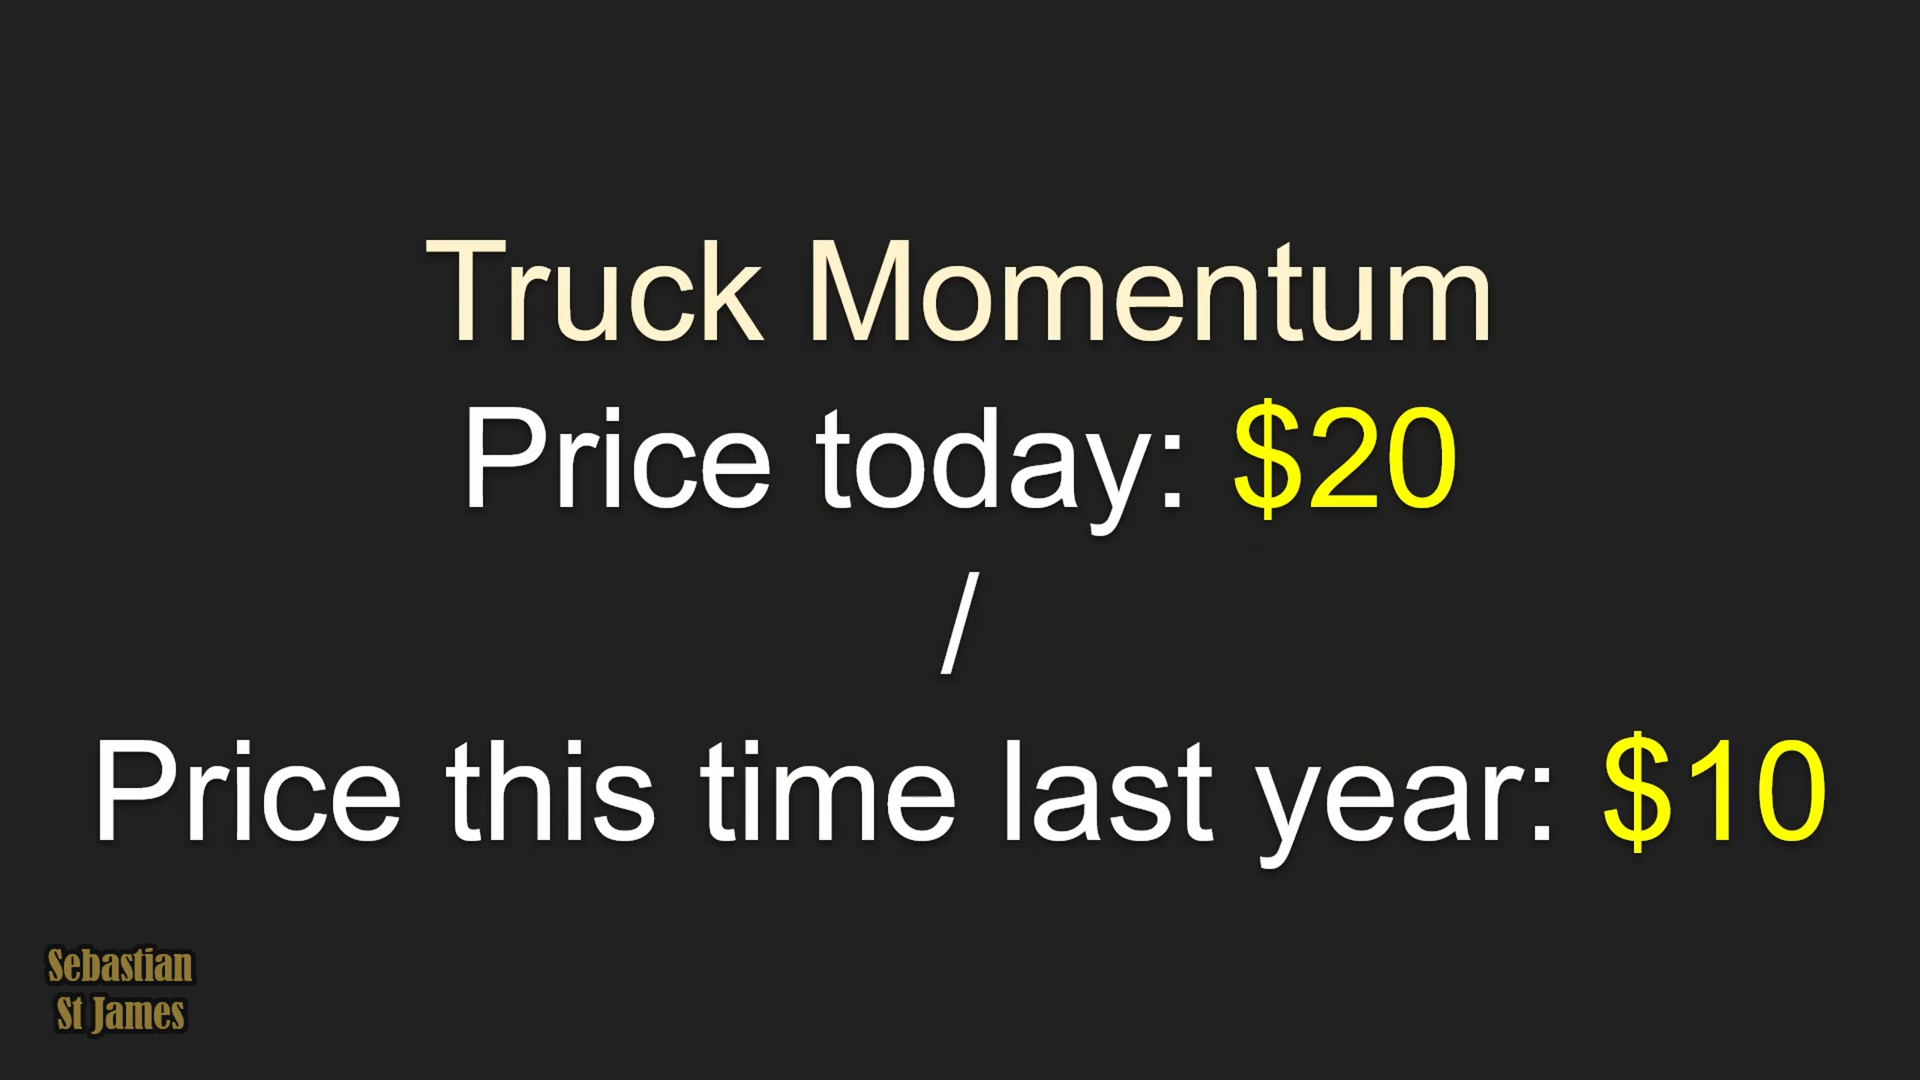 Truck Momentum
Price today: $20
/
Price this time last year: $10
Sebastian
St James